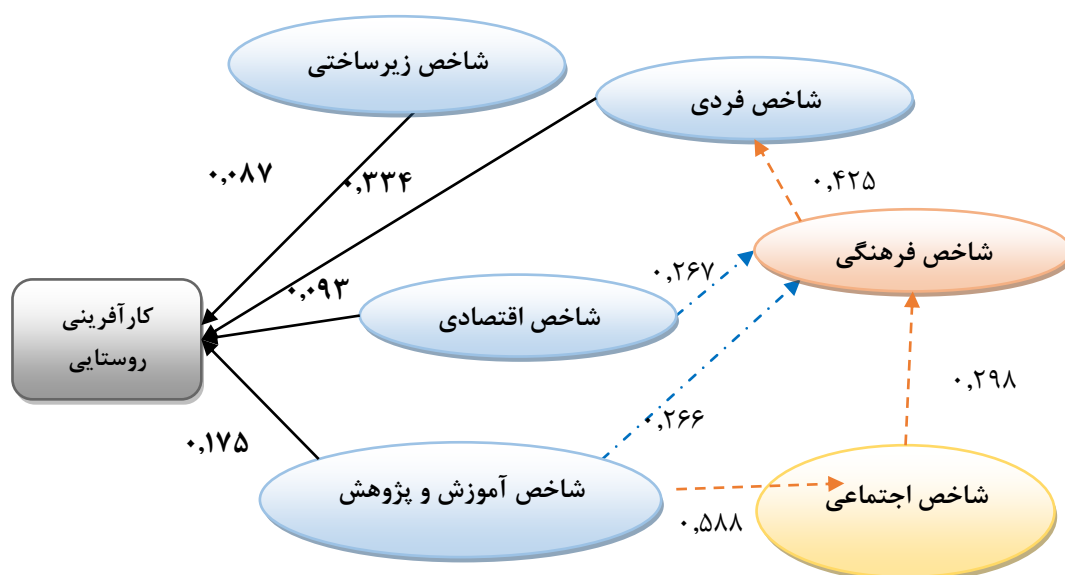 شاخص زیرساختی
شاخص فردی
۰٫۰۸۷
۰٫۳۳۴
۰٫۴۲۵
شاخص فرهنگی
۰٫۲۶۷
۰٫۰۹۳
شاخص اقتصادی
کارآفرینی
روستایی
۰٫۲۹۸
۰٫۲۶۶
۰٫۱۷۵
شاخص آموزش و پژوهش
شاخص اجتماعی
۰٫۵۸۸